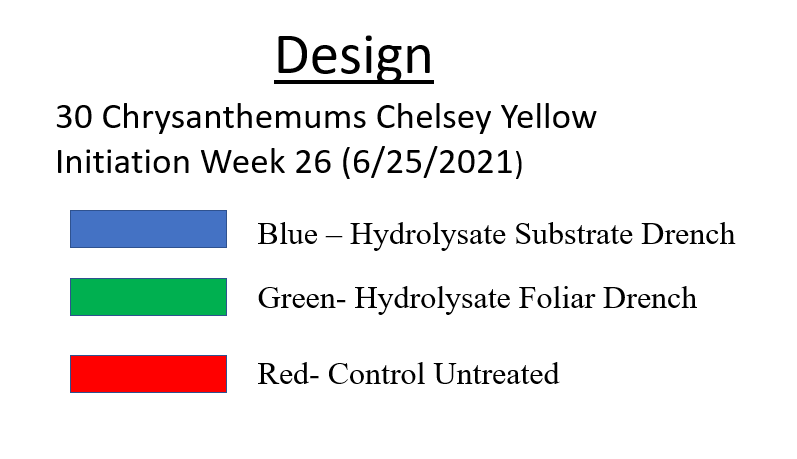 Design
30 Chrysanthemums Chelsey Yellow
Initiation Week 26 (6/25/2021)
Blue – Hydrolysate Substrate Drench
Green- Hydrolysate Foliar Drench
Red- Control Untreated